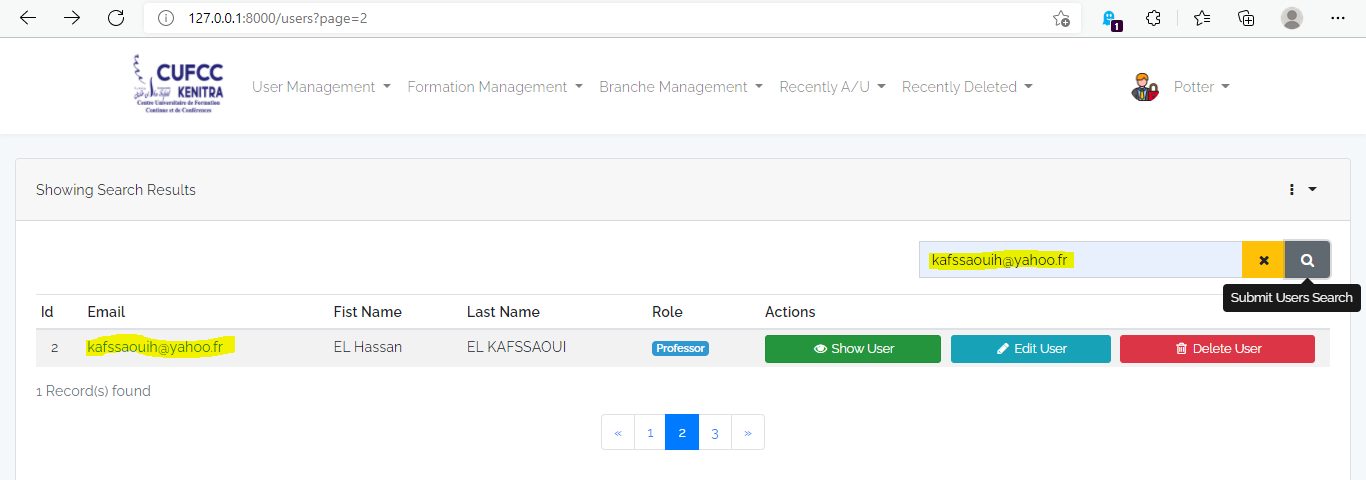 127.0.0.1:8000/users?page=2
1
CUFCC
KENITRA
Centre Universitaire de Formation
Continue et de Conférences
User Management
Formation Management
Branche Management
Recently A/U
Recently Deleted
Potter
Showing Search Results
kafssaouih@yahoo.fr
Submit Users Search
Id Email Fist Name Last Name Role Actions
2 kafssaouih@yahoo.fr EL Hassan EL KAFSSAOUI Professor Show User Edit User Delete User
1 Record(s) found
« 1 2 3 »